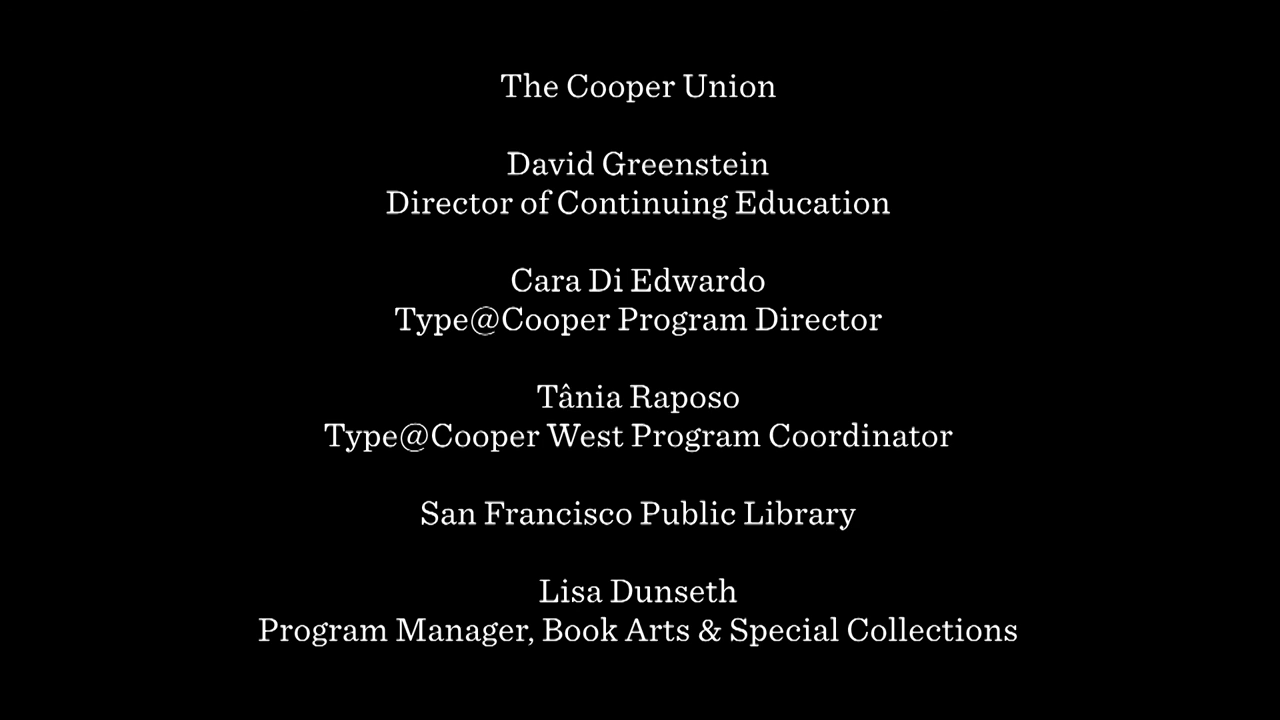 The Cooper Union
David Greenstein
Director of Continuing Education
Cara Di Edwardo
Type@Cooper Program Director
Tânia Raposo
Type@Cooper West Program Coordinator
San Francisco Public Library
Lisa Dunseth
Program Manager, Book Arts & Special Collections